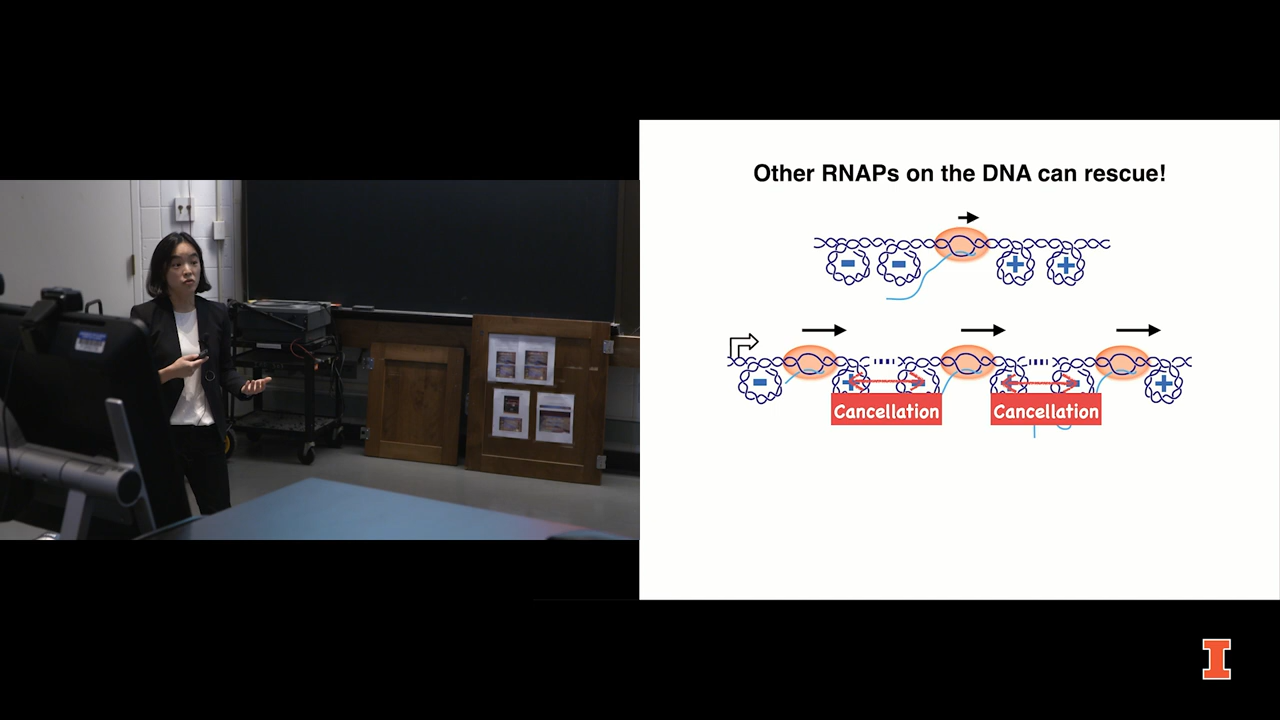 Other RNAPs on the DNA can rescue!
- - + +
- + - + - +
Cancellation Cancellation
I